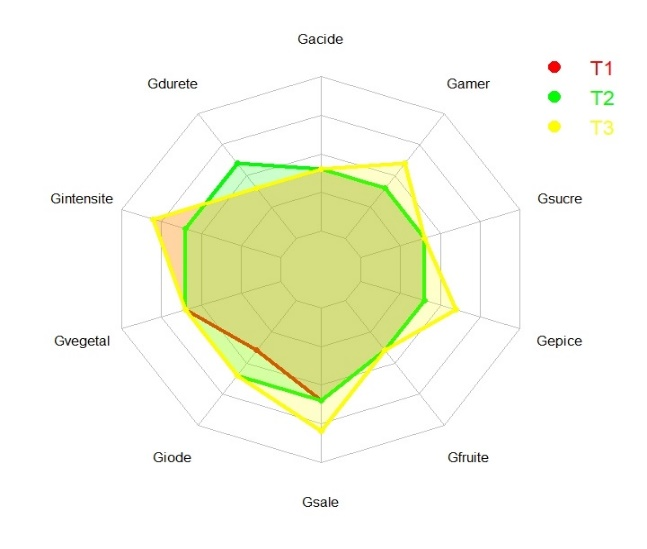 Gacide
Gdurete
Gamer
T1
T2
T3
Gintensite
Gsucre
Gvegetal
Gepice
Giode
Gfruite
Gsale